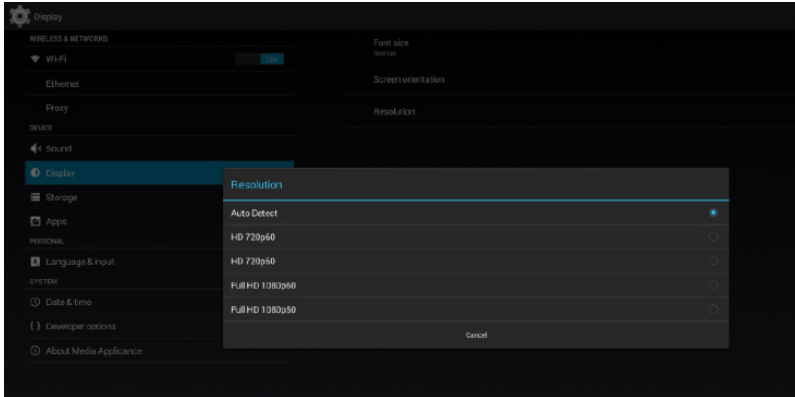 Display
WIRELESS & NETWORKS
Wi-Fi
ON
Ethernet
Proxy
DEVICE
Sound
Display
Storage
Apps
PERSONAL
Language & input
SYSTEM
Date & time
{ } Developer options
About Media Applicance
Font size
Normal
Screen orientation
Resolution
Resolution
Auto Detect
HD 720p60
HD 720p50
Full HD 1080p60
Full HD 1080p50
Cancel